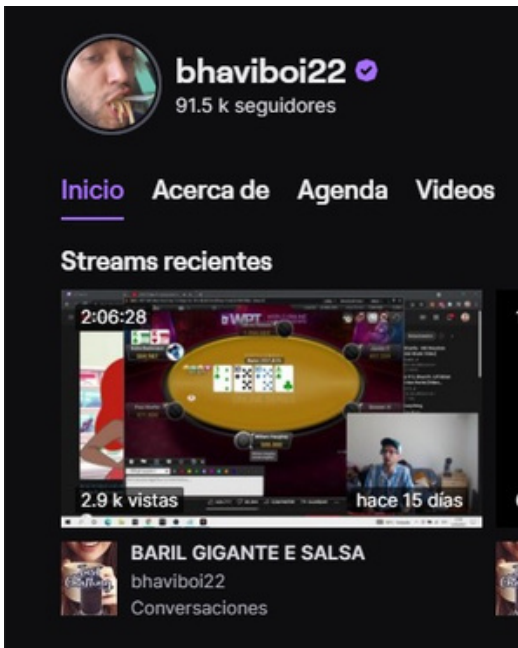 bhaviboi22
91.5 k seguidores
Inicio Acerca de Agenda Videos
Streams recientes
2:06:28
WPT
2.9 k vistas
hace 15 días
BARIL GIGANTE E SALSA
bhaviboi22
Conversaciones